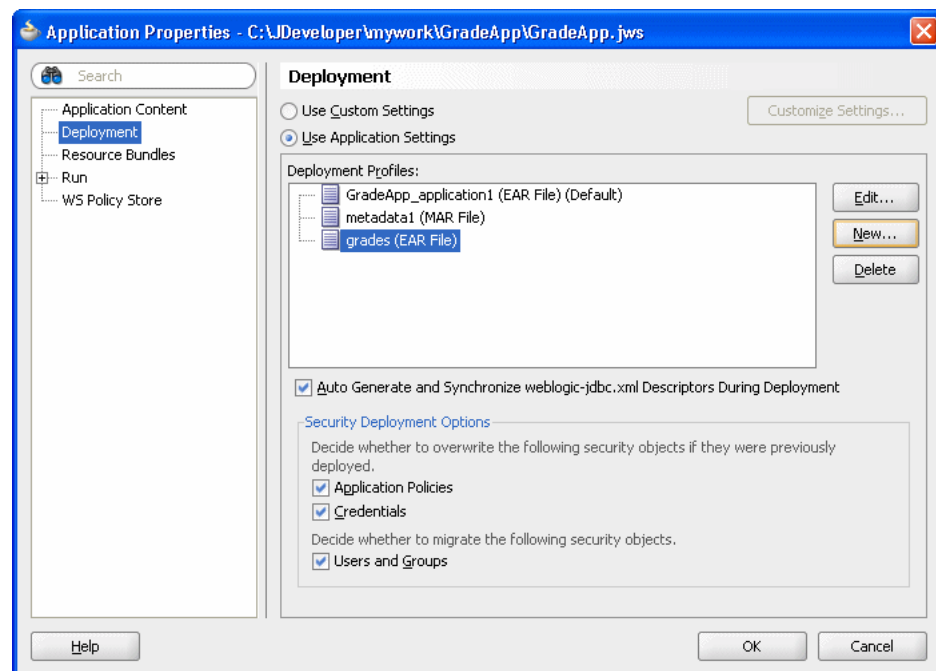 Application Properties - C:\JDeveloper\mywork\GradeApp\GradeApp.jws
Search
Application Content
Deployment
Resource Bundles
Run
WS Policy Store
Deployment
Use Custom Settings
Customize Settings...
Use Application Settings
Deployment Profiles:
GradeApp_application1 (EAR File) (Default)
metadata1 (MAR File)
grades (EAR File)
Edit...
New...
Delete
Auto Generate and Synchronize weblogic-jdbc.xml Descriptors During Deployment
Security Deployment Options
Decide whether to overwrite the following security objects if they were previously
deployed.
Application Policies
Credentials
Decide whether to migrate the following security objects.
Users and Groups
Help
OK
Cancel